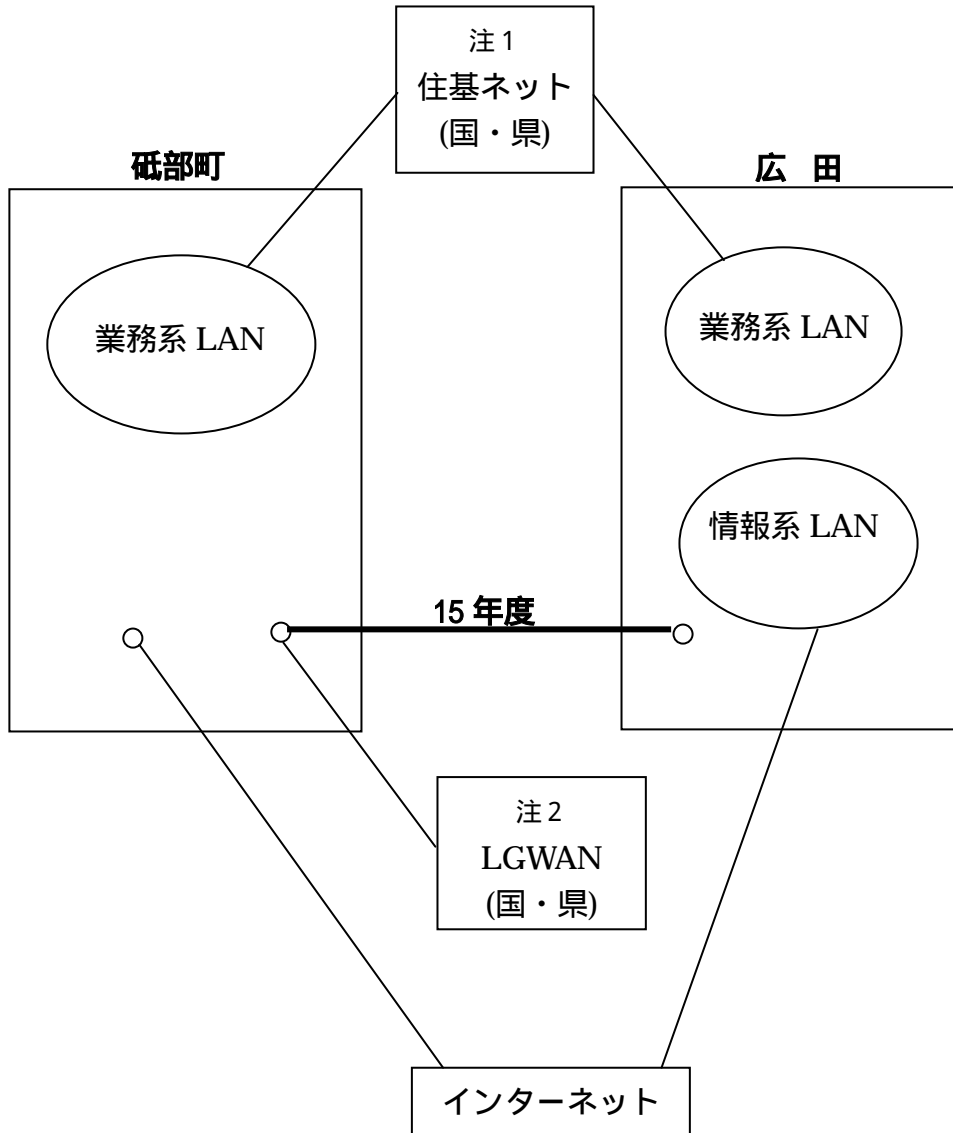 注1
住基ネット
(国・県)
砥部町
広 田
業務系 LAN
業務系 LAN
情報系 LAN
15 年度
注2
LGWAN
(国・県)
インターネット